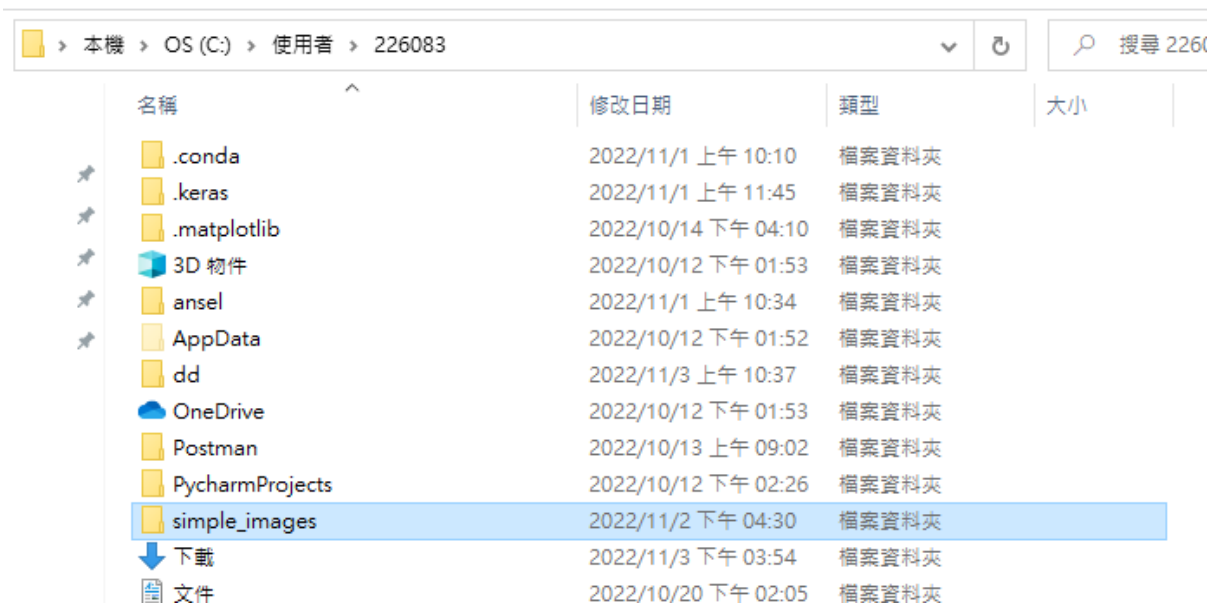 本機 › OS (C:) › 使用者 › 226083 搜尋 2260
名稱 修改日期 類型 大小
.conda 2022/11/1 上午 10:10 檔案資料夾
.keras 2022/11/1 上午 11:45 檔案資料夾
.matplotlib 2022/10/14 下午 04:10 檔案資料夾
3D 物件 2022/10/12 下午 01:53 檔案資料夾
ansel 2022/11/1 上午 10:34 檔案資料夾
AppData 2022/10/12 下午 01:52 檔案資料夾
dd 2022/11/3 上午 10:37 檔案資料夾
OneDrive 2022/10/12 下午 01:53 檔案資料夾
Postman 2022/10/13 上午 09:02 檔案資料夾
PycharmProjects 2022/10/12 下午 02:26 檔案資料夾
simple_images 2022/11/2 下午 04:30 檔案資料夾
下載 2022/11/3 下午 03:54 檔案資料夾
文件 2022/10/20 下午 02:05 檔案資料夾